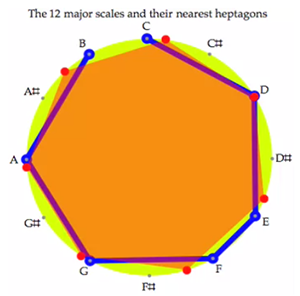 The 12 major scales and their nearest heptagons
C
B
C#
A#
D
A
D#
G#
E
G
F
F#